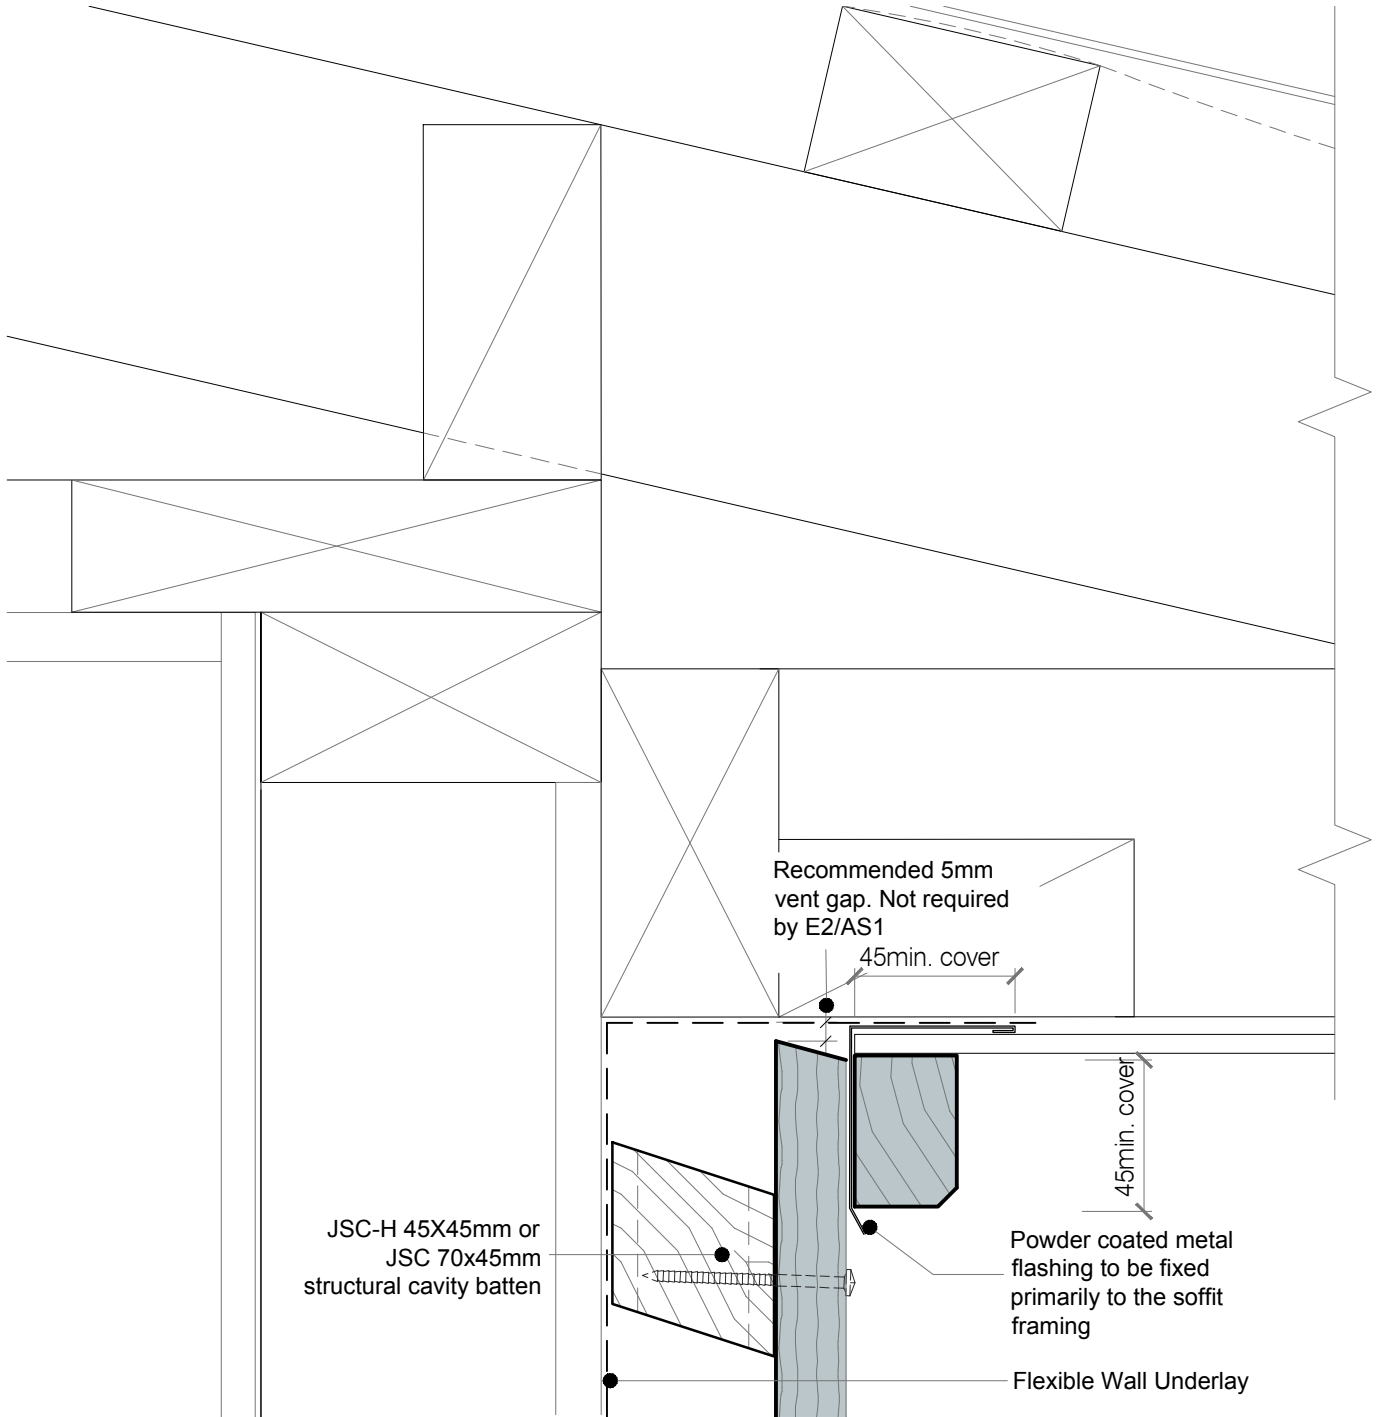 Recommended 5mm
vent gap. Not required
by E2/AS1
45min. cover
45min. cover
JSC-H 45X45mm or
JSC 70x45mm
structural cavity batten
Powder coated metal
flashing to be fixed
primarily to the soffit
framing
Flexible Wall Underlay